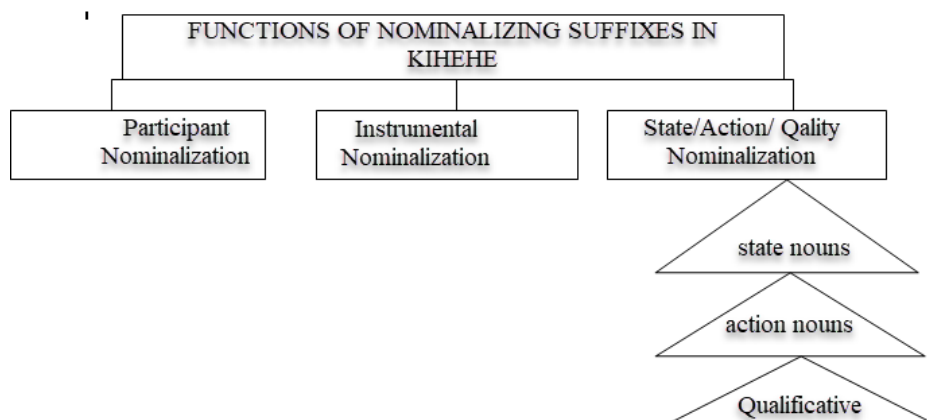 FUNCTIONS OF NOMINALIZING SUFFIXES IN
KIHEHE
Participant
Nominalization
Instrumental
Nominalization
State/Action/ Qality
Nominalization
state nouns
action nouns
Qualificative